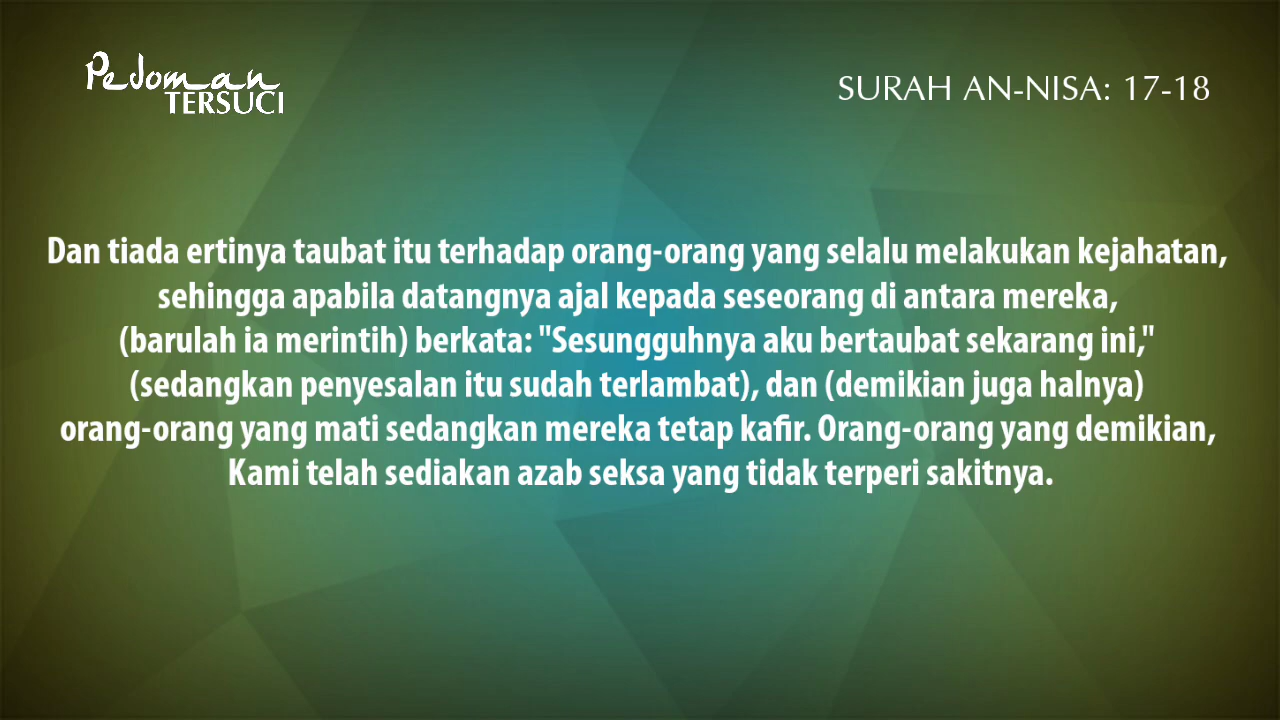 Pedoman
TERSUCI
SURAH AN-NISA: 17-18
Dan tiada ertinya taubat itu terhadap orang-orang yang selalu melakukan kejahatan,
sehingga apabila datangnya ajal kepada seseorang di antara mereka,
(barulah ia merintih) berkata: "Sesungguhnya aku bertaubat sekarang ini,"
(sedangkan penyesalan itu sudah terlambat), dan (demikian juga halnya)
orang-orang yang mati sedangkan mereka tetap kafir. Orang-orang yang demikian,
Kami telah sediakan azab seksa yang tidak terperi sakitnya.